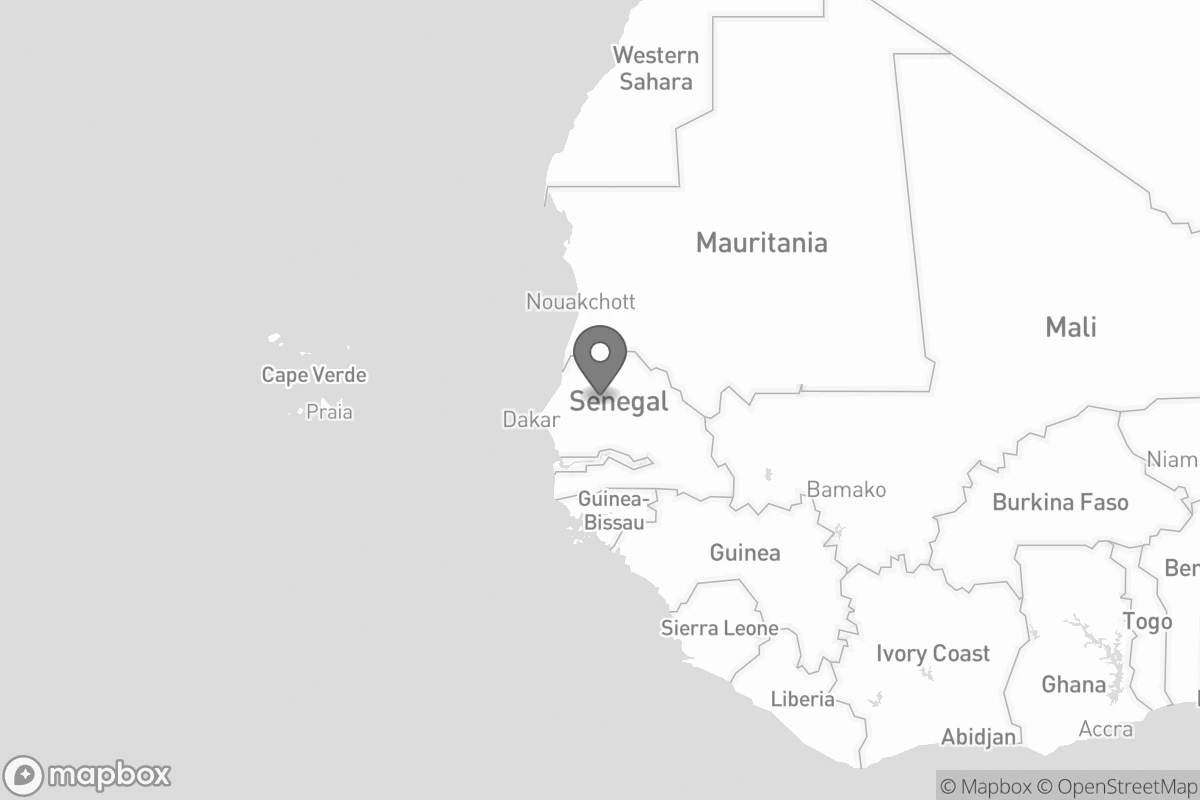 Western
Sahara
Mauritania
Nouakchott
Mali
Cape Verde
Praia
Senegal
Dakar
Niam
Bamako
Guinea-
Bissau
Burkina Faso
Guinea
Ben
Togo
Sierra Leone
Ivory Coast
Ghana
Liberia
Accra
Abidjan
mapbox
© Mapbox © OpenStreetMap